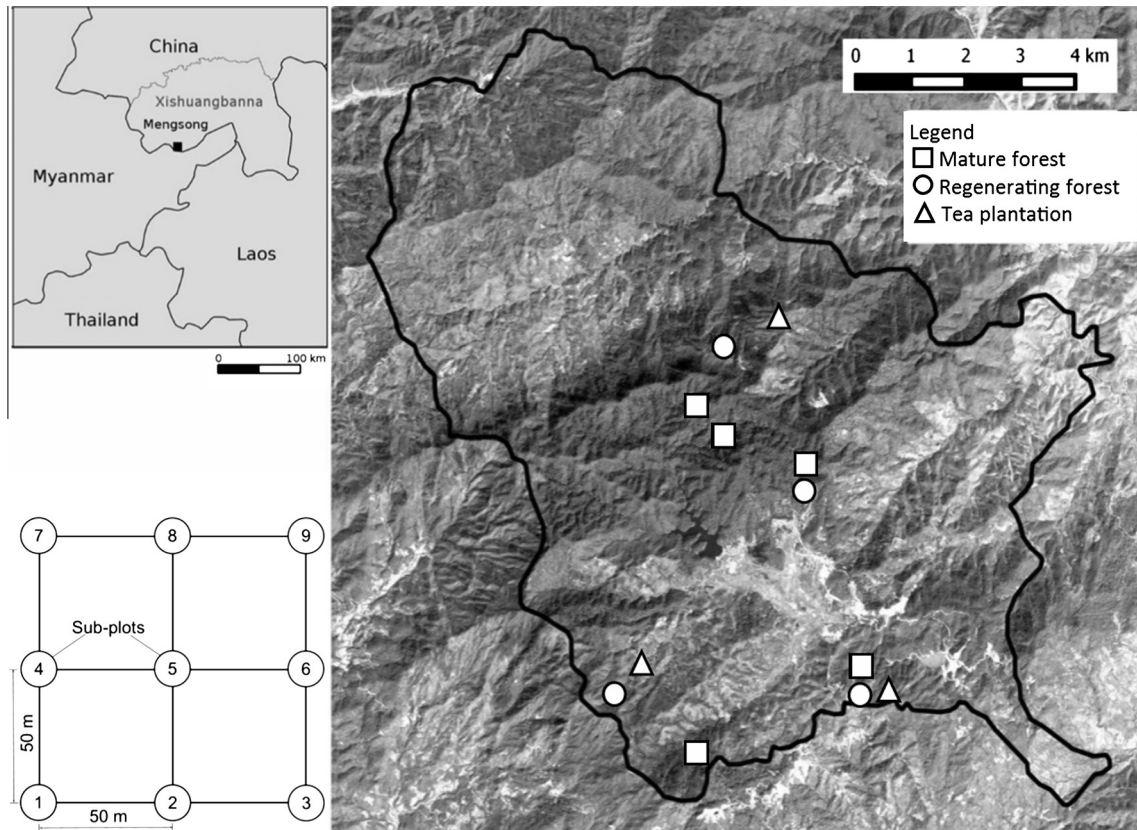 China
Xishuangbanna
Mengsong
Myanmar
Laos
Thailand
0 100 km
0 1 2 3 4 km
Legend
Mature forest
Regenerating forest
Tea plantation
7 8 9
Sub-plots
4 5 6
50 m
1 2 3
50 m